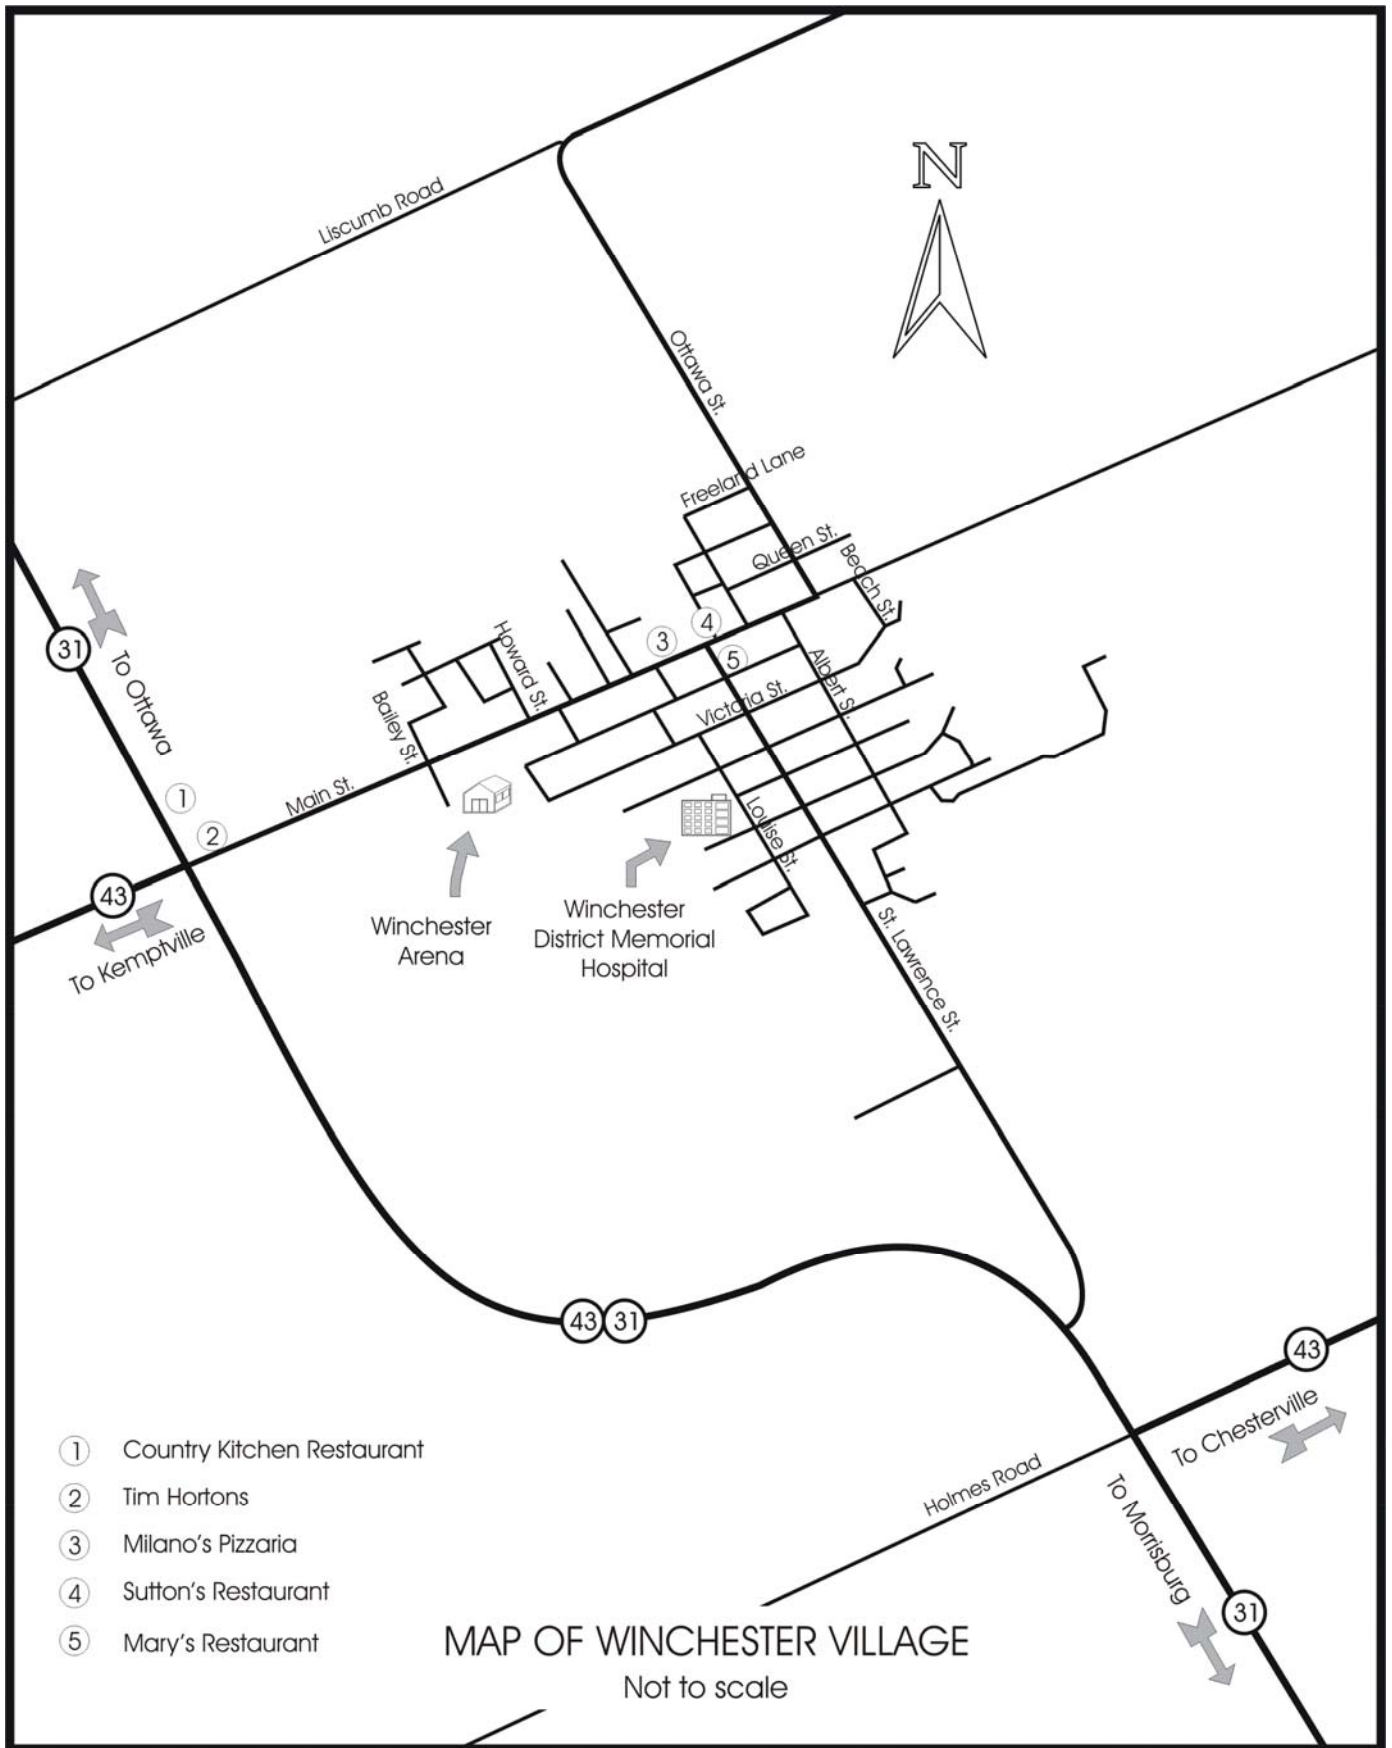 N
Liscumb Road
Ottawa St.
Freeland Lane
Queen St.
Beach St.
31
To Ottawa
Howard St.
3
4
5
Bailey St.
Albert St.
Victoria St.
1
2
Main St.
Louise St.
43
To Kemptville
Winchester
Arena
Winchester
District Memorial
Hospital
St. Lawrence St.
43
31
43
To Chesterville
Holmes Road
To Morrisburg
31
1 Country Kitchen Restaurant
2 Tim Hortons
3 Milano's Pizzaria
4 Sutton's Restaurant
5 Mary's Restaurant
MAP OF WINCHESTER VILLAGE
Not to scale